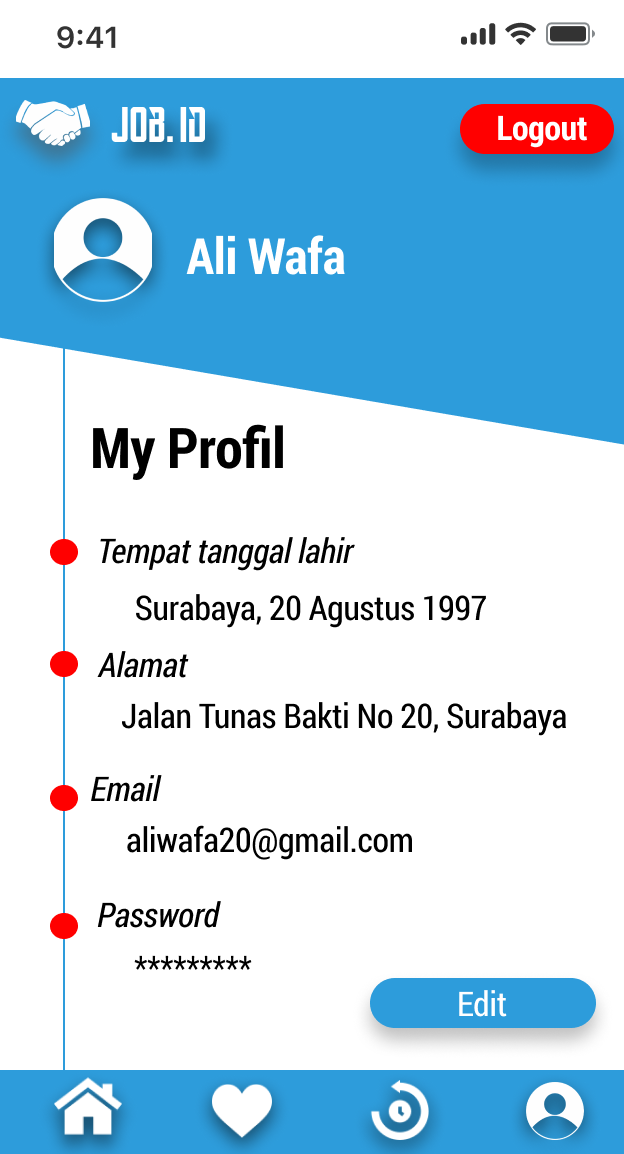 9:41
JOB.ID
Logout
Ali Wafa
My Profil
Tempat tanggal lahir
Surabaya, 20 Agustus 1997
Alamat
Jalan Tunas Bakti No 20, Surabaya
Email
aliwafa20@gmail.com
Password
*********
Edit